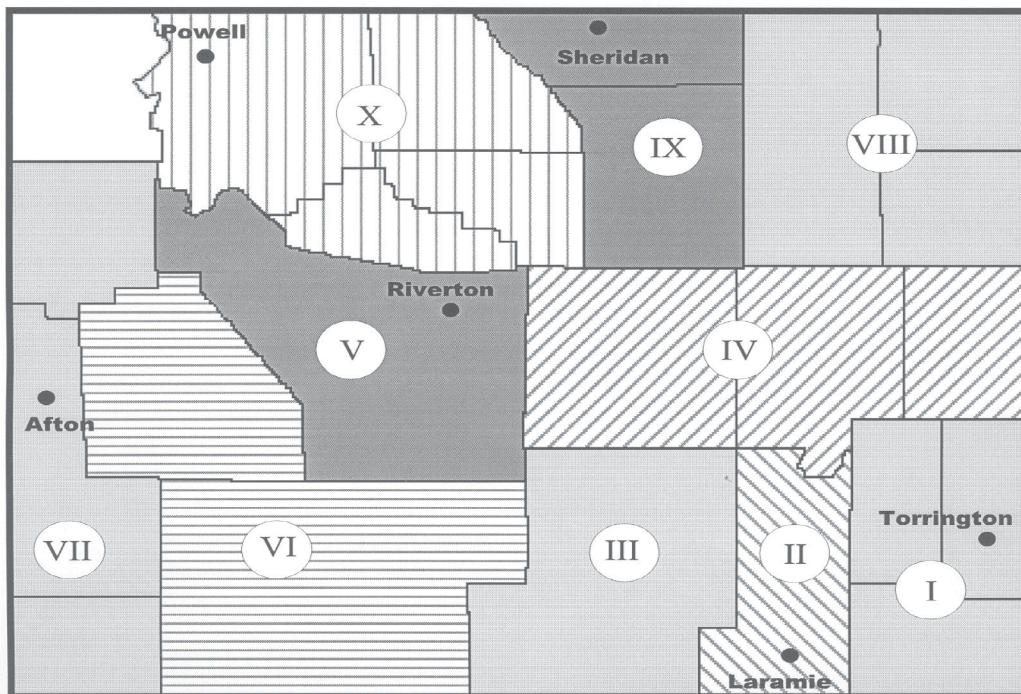 Powell
Sheridan
X
IX
VIII
Riverton
V
IV
Afton
Torrington
VII
VI
III
II
I
Laramie